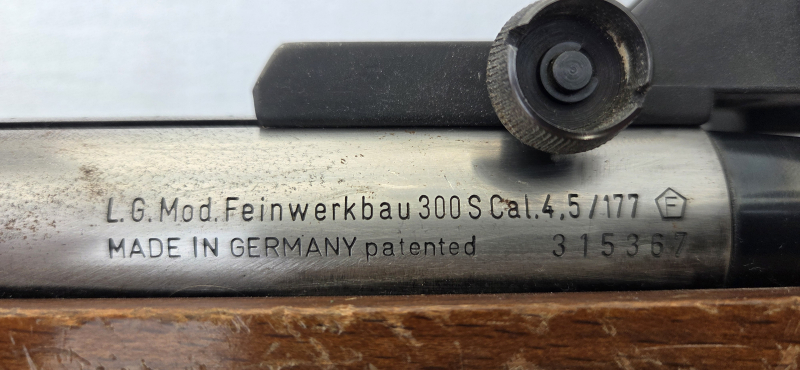 L.G.Mod.Feinwerkbau 300 S Cal.4,5/177 F
MADE IN GERMANY patented 315367